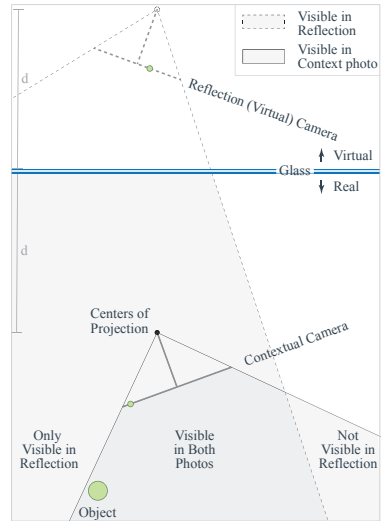 Visible in
Reflection
Visible in
Context photo
d
Reflection (Virtual) Camera
Virtual
Glass
Real
d
Centers of
Projection
Contextual Camera
Only
Visible in
Reflection
Visible
in Both
Photos
Not
Visible in
Reflection
Object